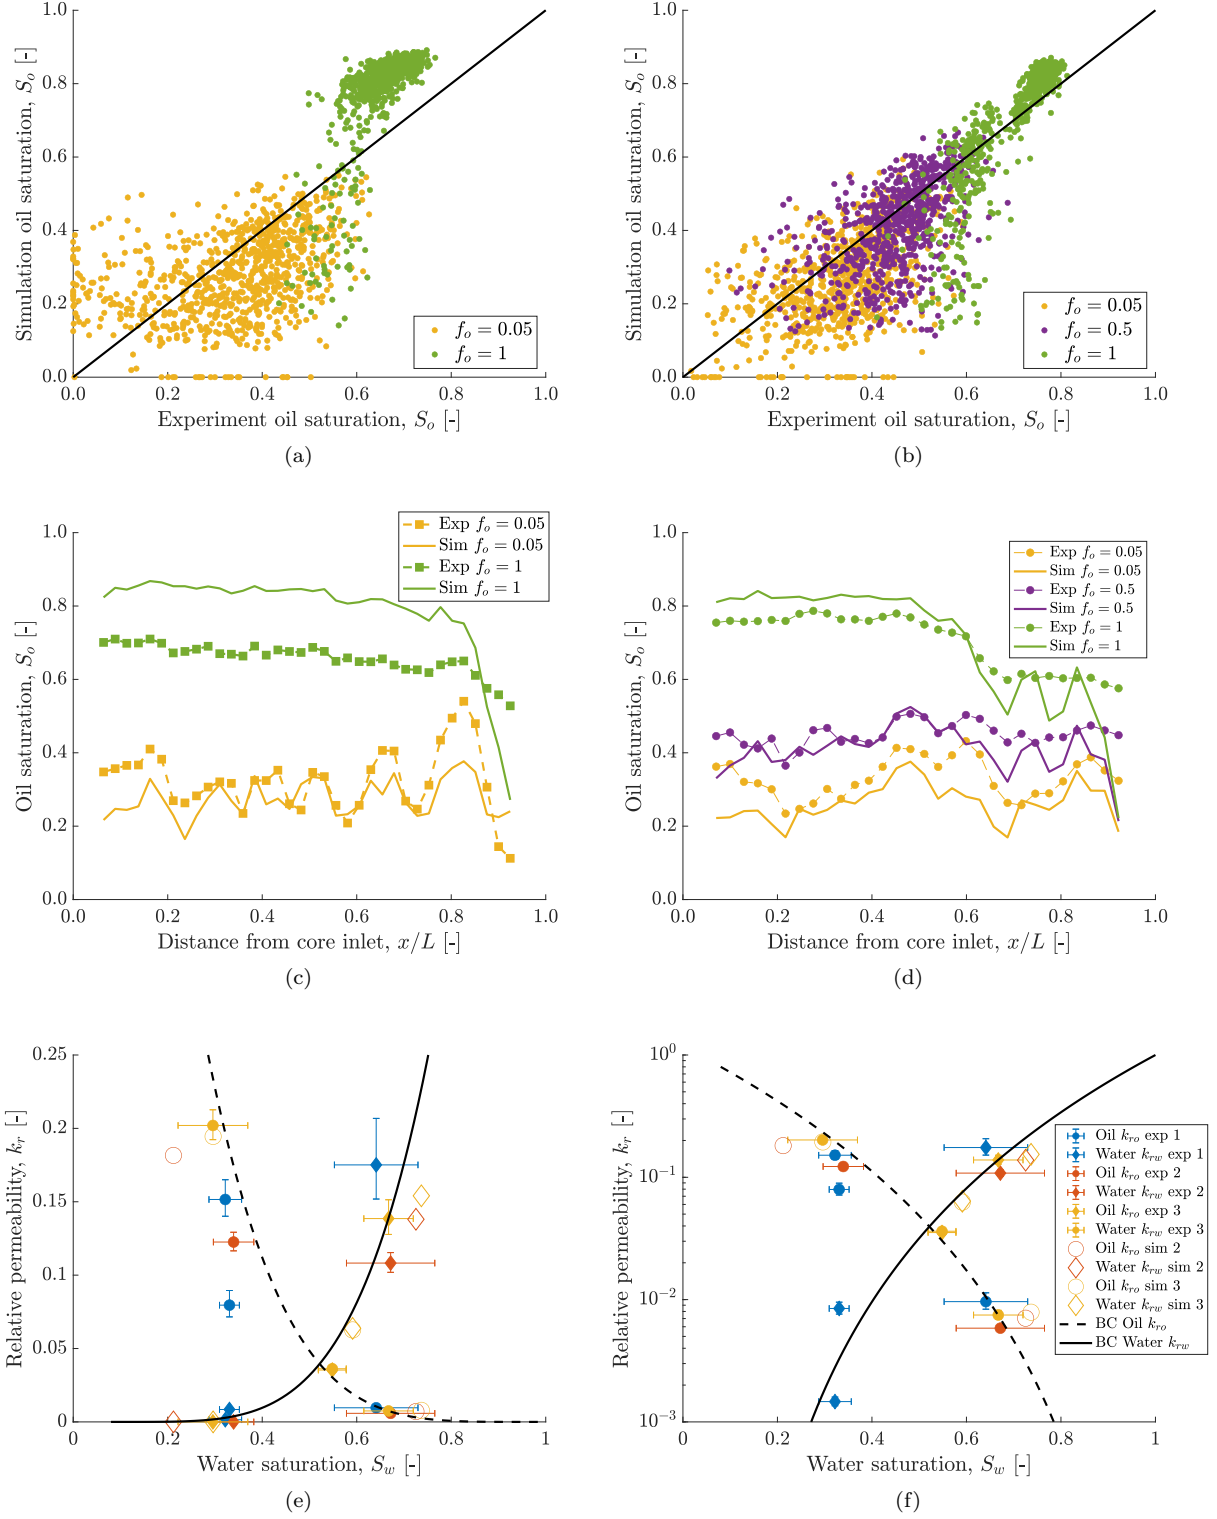 1.0
0.8
0.6
0.4
0.2
0.0
Simulation oil saturation, S_o [-]
0.0 0.2 0.4 0.6 0.8 1.0
Experiment oil saturation, S_o [-]
f_o = 0.05
f_o = 1
(a)
1.0
0.8
0.6
0.4
0.2
0.0
Simulation oil saturation, S_o [-]
0.0 0.2 0.4 0.6 0.8 1.0
Experiment oil saturation, S_o [-]
f_o = 0.05
f_o = 0.5
f_o = 1
(b)
1.0
0.8
0.6
0.4
0.2
0.0
Oil saturation, S_o [-]
0.0 0.2 0.4 0.6 0.8 1.0
Distance from core inlet, x/L [-]
Exp f_o = 0.05
Sim f_o = 0.05
Exp f_o = 1
Sim f_o = 1
(c)
1.0
0.8
0.6
0.4
0.2
0.0
Oil saturation, S_o [-]
0.0 0.2 0.4 0.6 0.8 1.0
Distance from core inlet, x/L [-]
Exp f_o = 0.05
Sim f_o = 0.05
Exp f_o = 0.5
Sim f_o = 0.5
Exp f_o = 1
Sim f_o = 1
(d)
0.25
0.2
0.15
0.1
0.05
0
Relative permeability, k_r [-]
0 0.2 0.4 0.6 0.8 1
Water saturation, S_w [-]
(e)
10^0
10^-1
10^-2
10^-3
Relative permeability, k_r [-]
0 0.2 0.4 0.6 0.8 1
Water saturation, S_w [-]
Oil k_ro exp 1
Water k_rw exp 1
Oil k_ro exp 2
Water k_rw exp 2
Oil k_ro exp 3
Water k_rw exp 3
Oil k_ro sim 2
Water k_rw sim 2
Oil k_ro sim 3
Water k_rw sim 3
BC Oil k_ro
BC Water k_rw
(f)